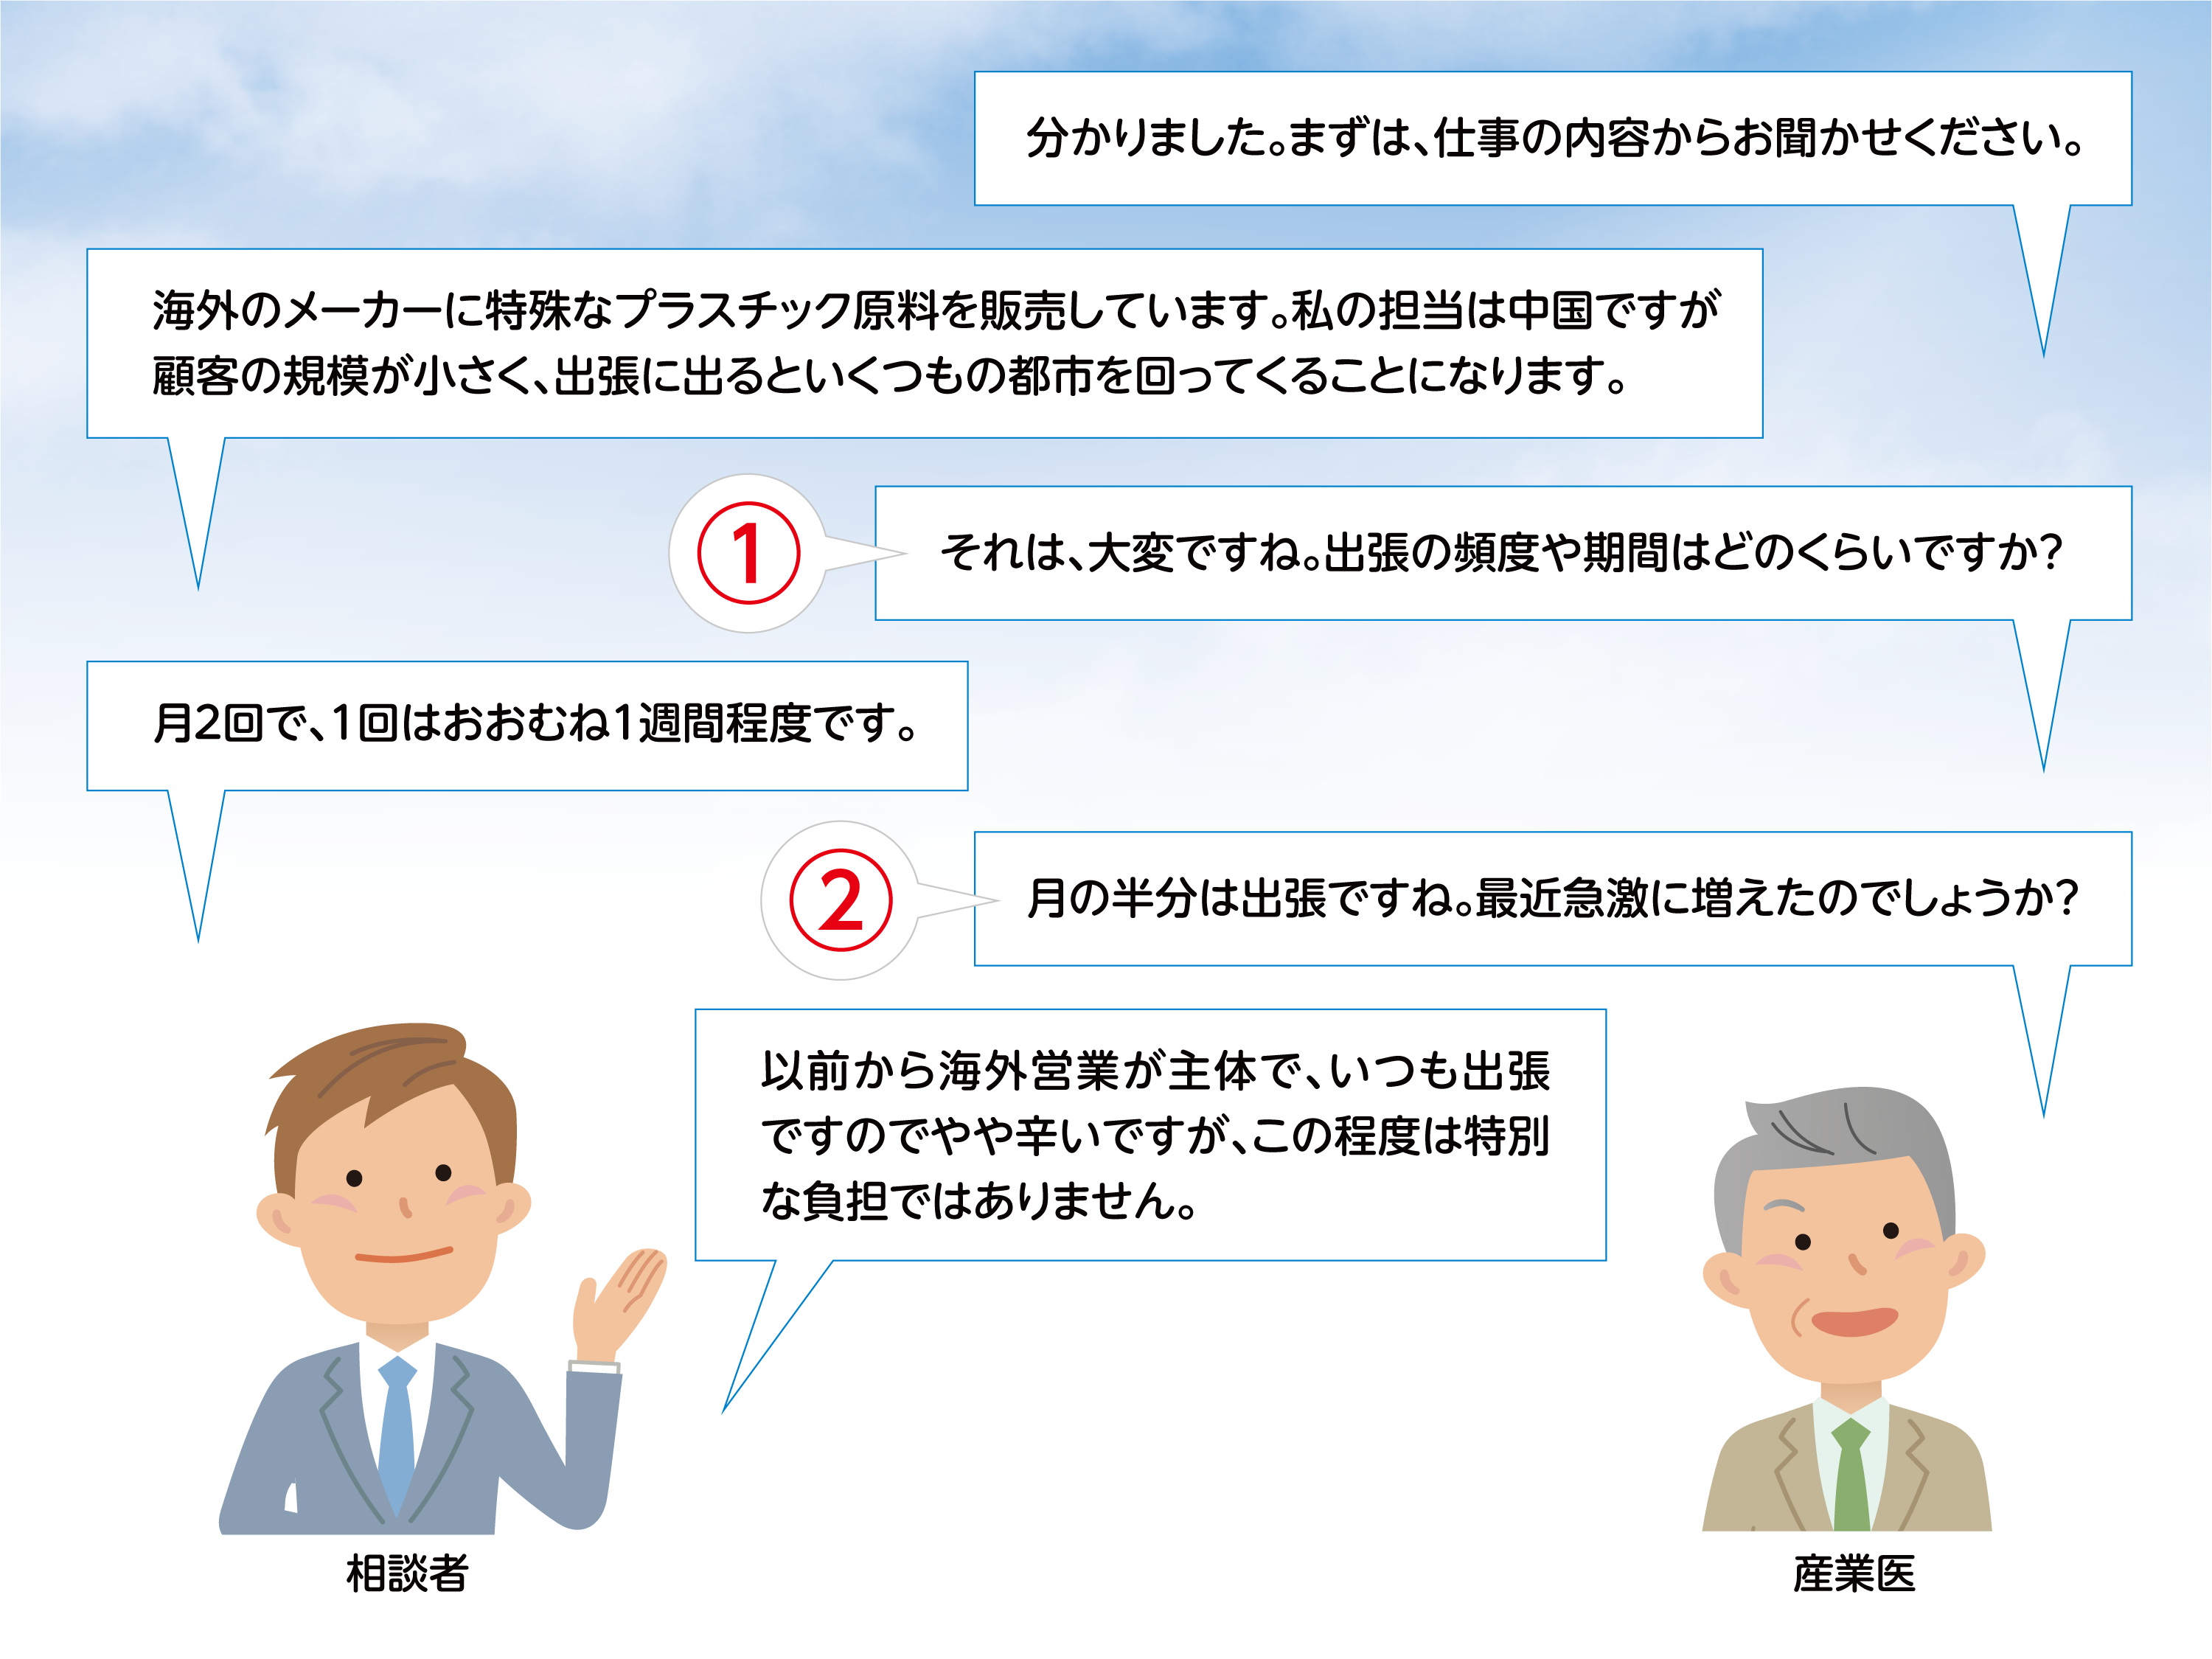 分かりました。まずは、仕事の内容からお聞かせください。
海外のメーカーに特殊なプラスチック原料を販売しています。私の担当は中国ですが
顧客の規模が小さく、出張に出るといくつもの都市を回ってくることになります。
① それは、大変ですね。出張の頻度や期間はどのくらいですか？
月2回で、1回はおおむね1週間程度です。
② 月の半分は出張ですね。最近急激に増えたのでしょうか？
以前から海外営業が主体で、いつも出張
ですのでやや辛いですが、この程度は特別
な負担ではありません。
相談者
産業医